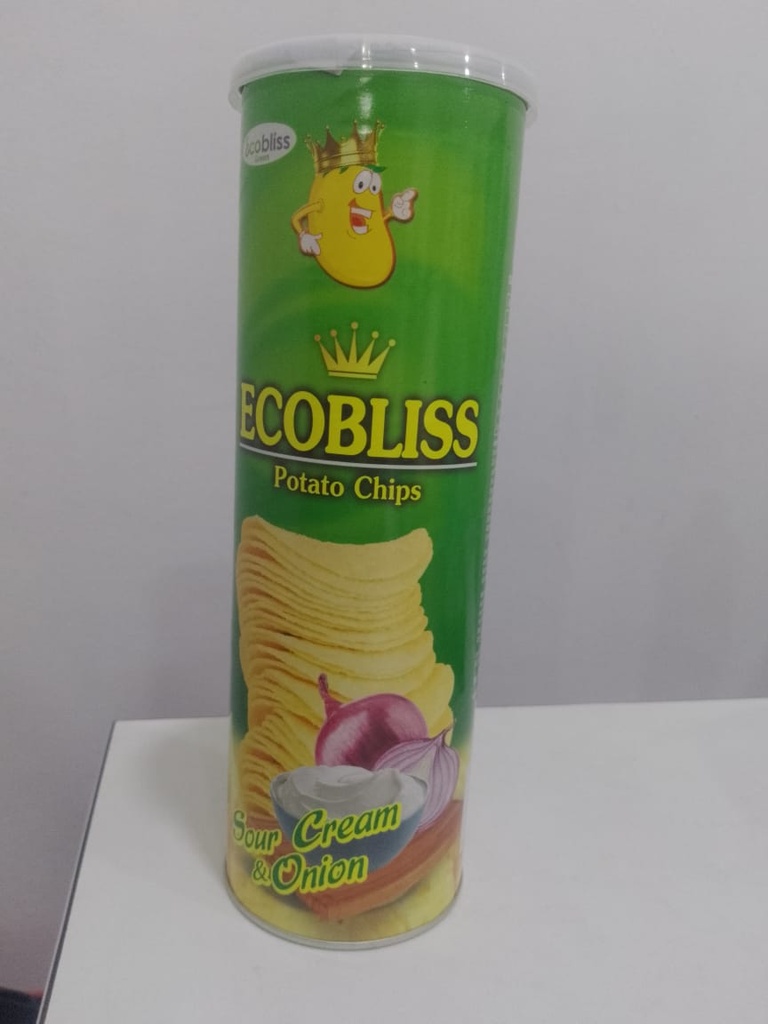 ecobliss
ECOBLISS
Potato Chips
Sour Cream
& Onion